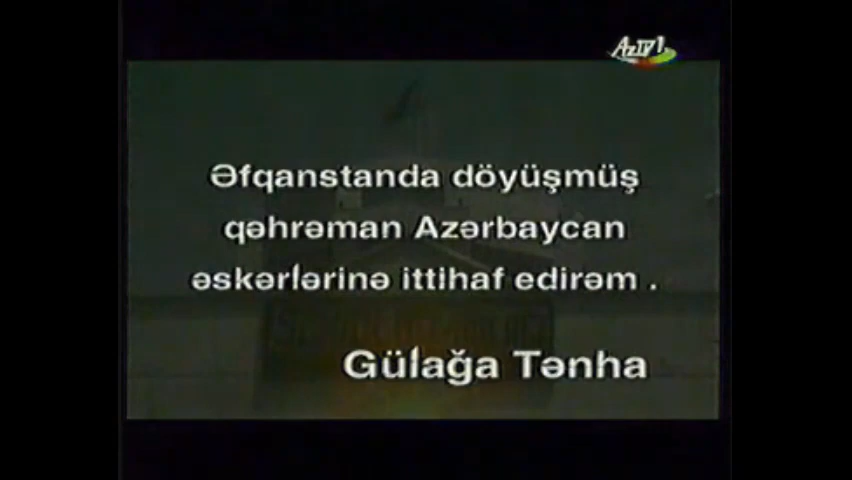 AzTV1
Əfqanstanda döyüşmüş
qəhrəman Azərbaycan
əskərlərinə ittihaf edirəm .
Gülağa Tənha